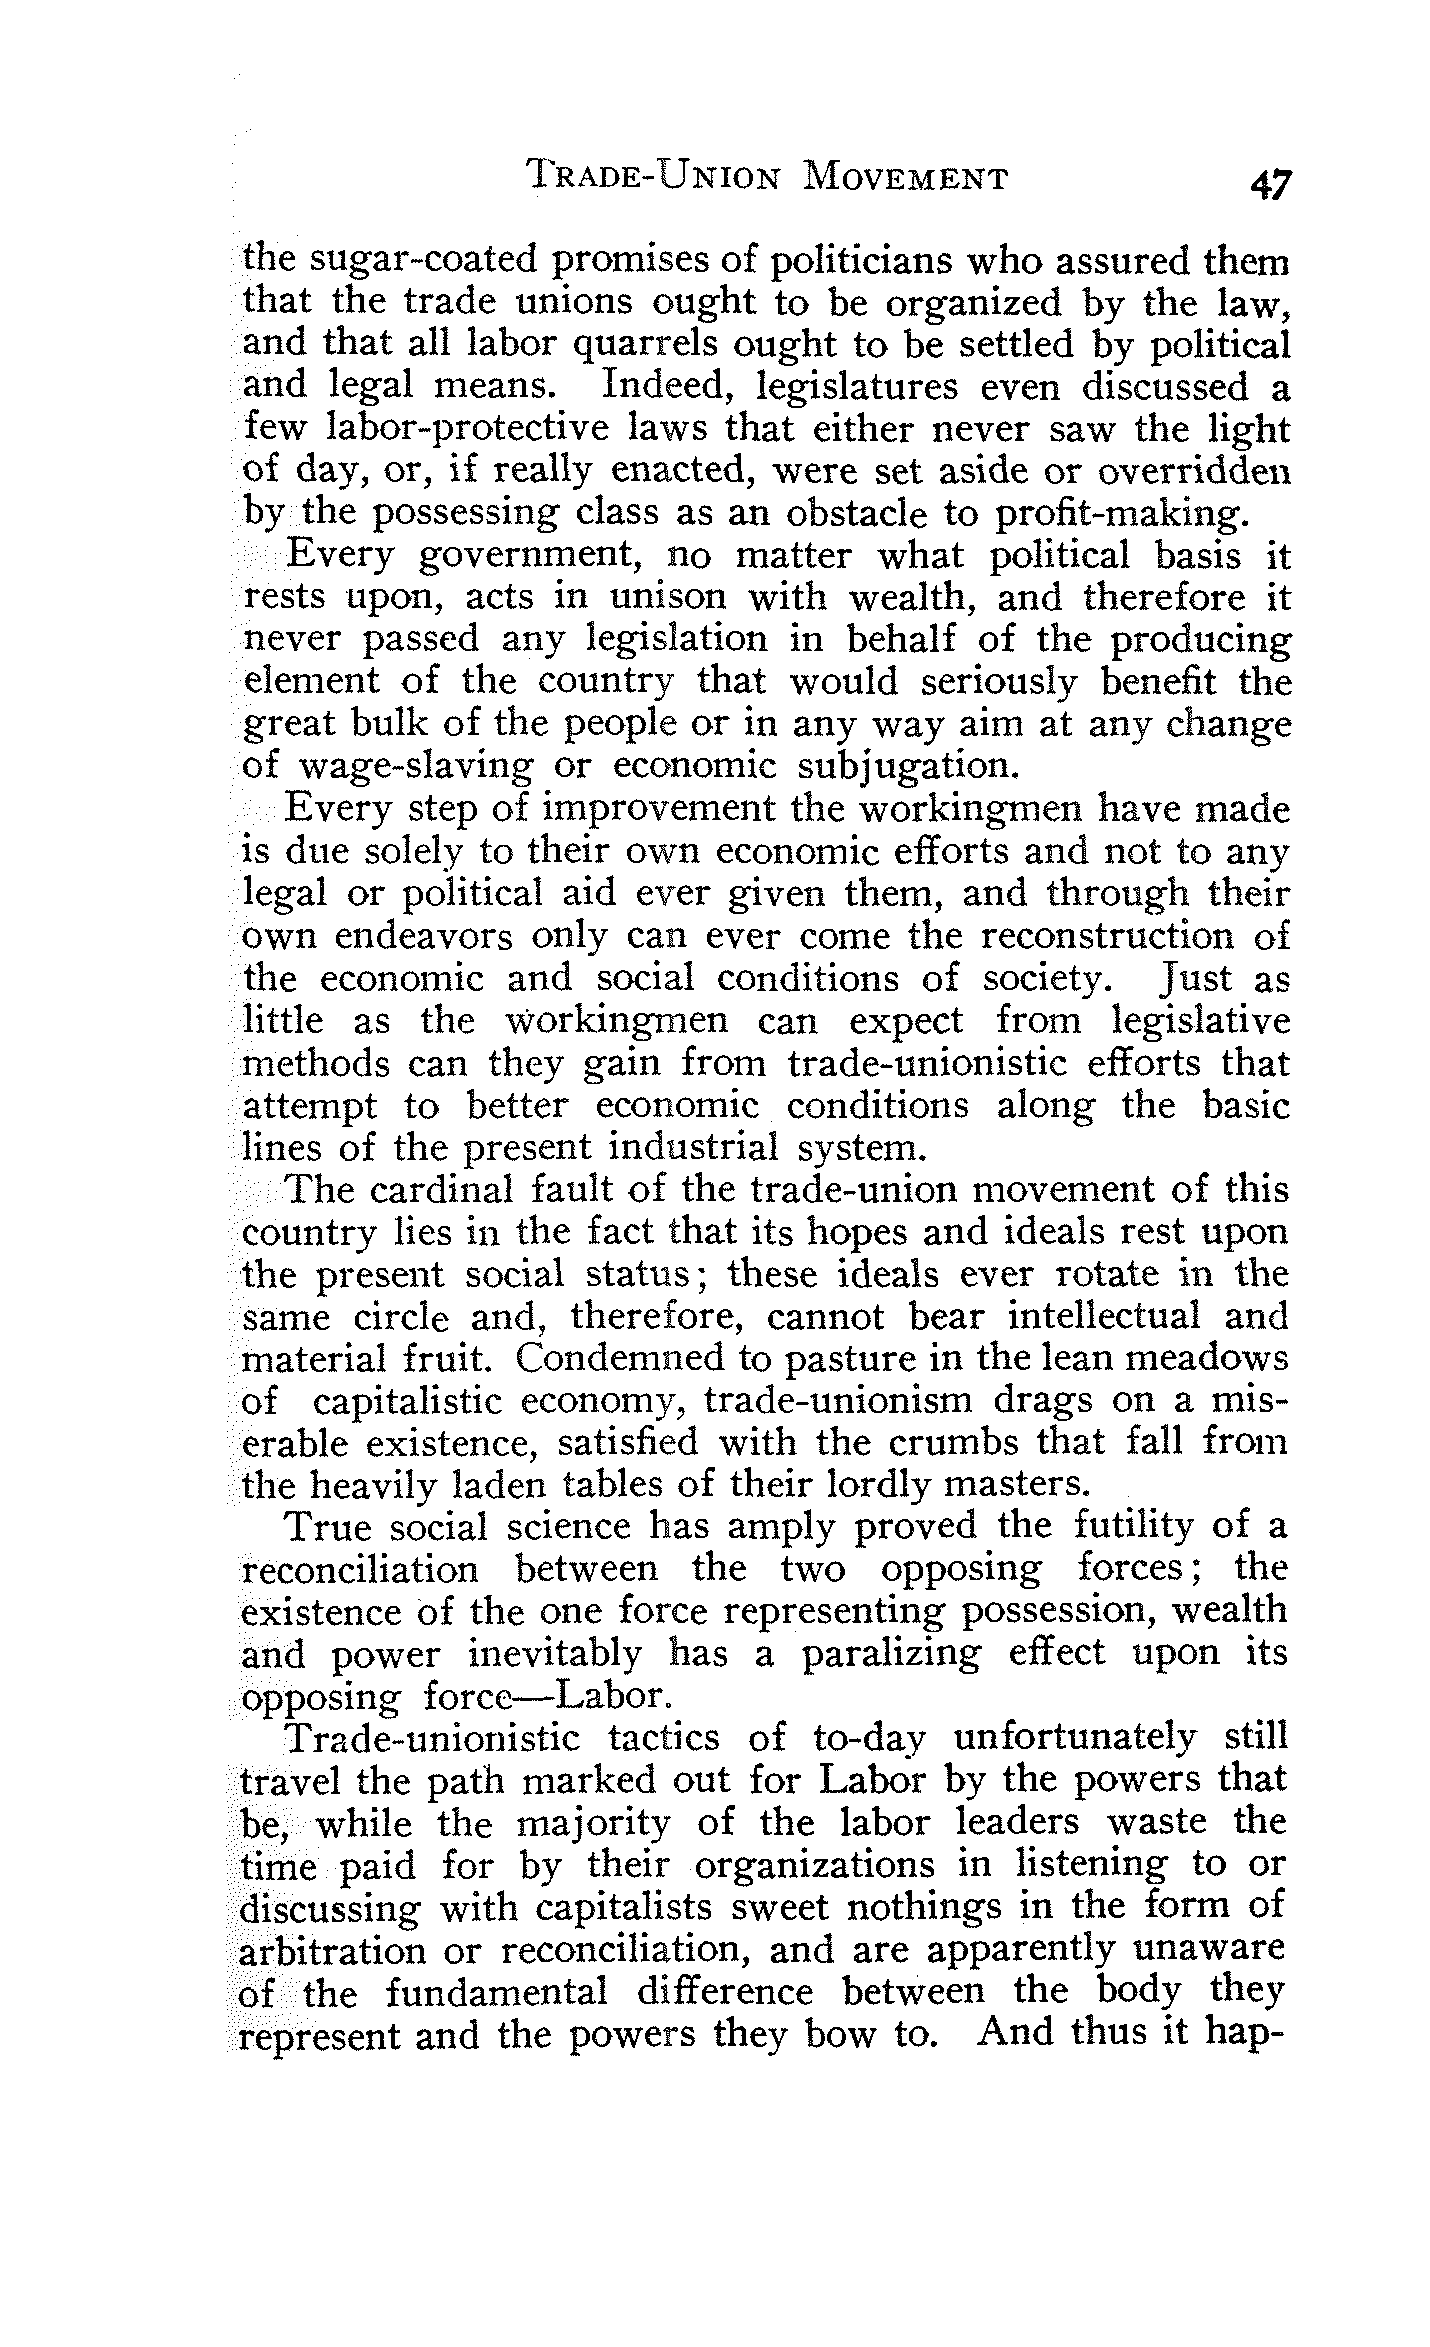 TRADE-UNION MOVEMENT 47
the sugar-coated promises of politicians who assured them
that the trade unions ought to be organized by the law,
and that all labor quarrels ought to be settled by political
and legal means. Indeed, legislatures even discussed a
few labor-protective laws that either never saw the light
of day, or, if really enacted, were set aside or overridden
by the possessing class as an obstacle to profit-making.
Every government, no matter what political basis it
rests upon, acts in unison with wealth, and therefore it
never passed any legislation in behalf of the producing
element of the country that would seriously benefit the
great bulk of the people or in any way aim at any change
of wage-slaving or economic subjugation.
Every step of improvement the workingmen have made
is due solely to their own economic efforts and not to any
legal or political aid ever given them, and through their
own endeavors only can ever come the reconstruction of
the economic and social conditions of society. Just as
little as the workingmen can expect from legislative
methods can they gain from trade-unionistic efforts that
attempt to better economic conditions along the basic
lines of the present industrial system.
The cardinal fault of the trade-union movement of this
country lies in the fact that its hopes and ideals rest upon
the present social status; these ideals ever rotate in the
same circle and, therefore, cannot bear intellectual and
material fruit. Condemned to pasture in the lean meadows
of capitalistic economy, trade-unionism drags on a mis-
erable existence, satisfied with the crumbs that fall from
the heavily laden tables of their lordly masters.
True social science has amply proved the futility of a
reconciliation between the two opposing forces; the
existence of the one force representing possession, wealth
and power inevitably has a paralizing effect upon its
opposing force—Labor.
Trade-unionistic tactics of to-day unfortunately still
travel the path marked out for Labor by the powers that
be, while the majority of the labor leaders waste the
time paid for by their organizations in listening to or
discussing with capitalists sweet nothings in the form of
arbitration or reconciliation, and are apparently unaware
of the fundamental difference between the body they
represent and the powers they bow to. And thus it hap-